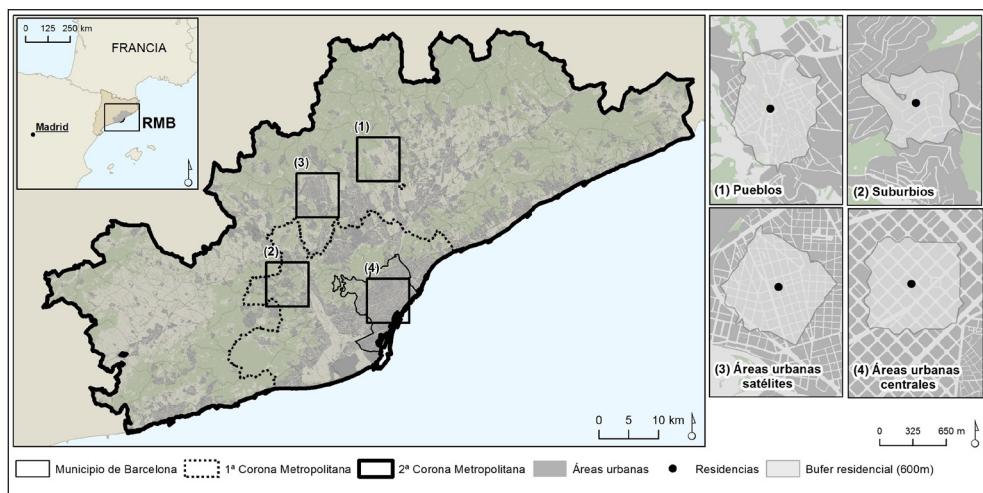 0 125 250 km
FRANCIA
Madrid
RMB
(1)
(3)
(2)
(4)
0 5 10 km
(1) Pueblos
(2) Suburbios
(3) Áreas urbanas
satélites
(4) Áreas urbanas
centrales
0 325 650 m
Municipio de Barcelona
1ª Corona Metropolitana
2ª Corona Metropolitana
Áreas urbanas
Residencias
Bufer residencial (600m)